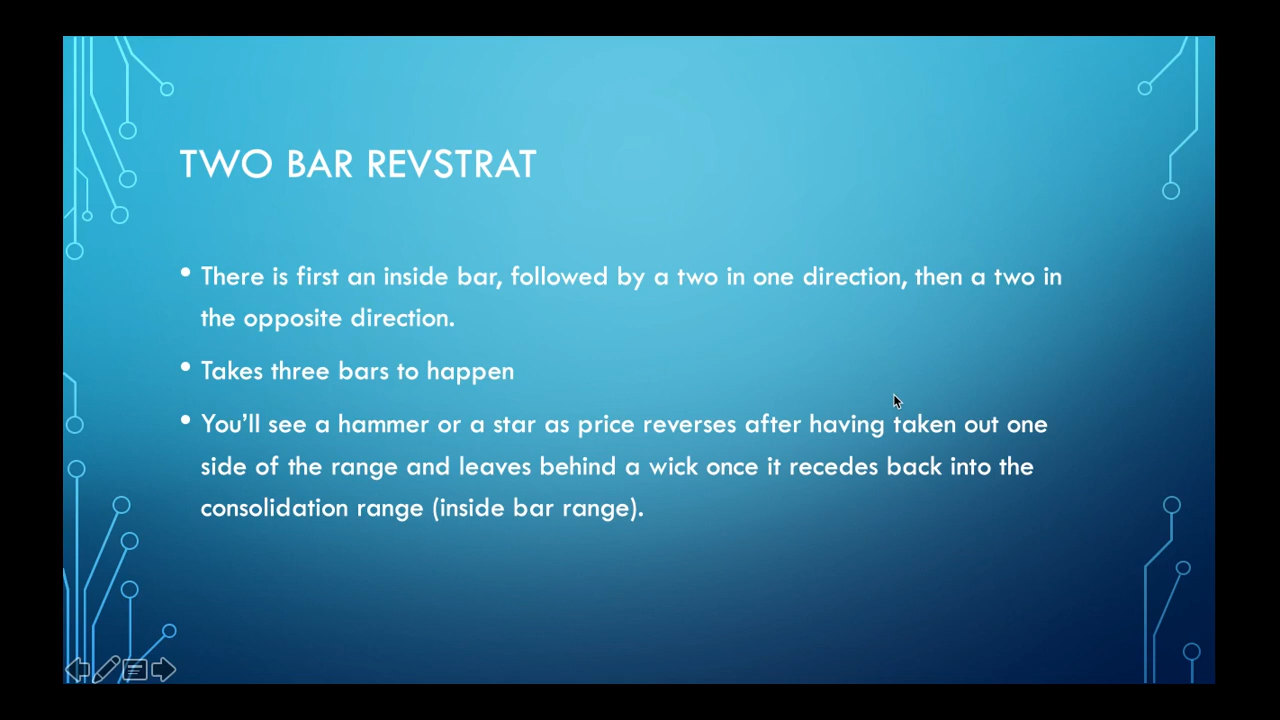 TWO BAR REVSTRAT
• There is first an inside bar, followed by a two in one direction, then a two in
the opposite direction.
• Takes three bars to happen
• You’ll see a hammer or a star as price reverses after having taken out one
side of the range and leaves behind a wick once it recedes back into the
consolidation range (inside bar range).